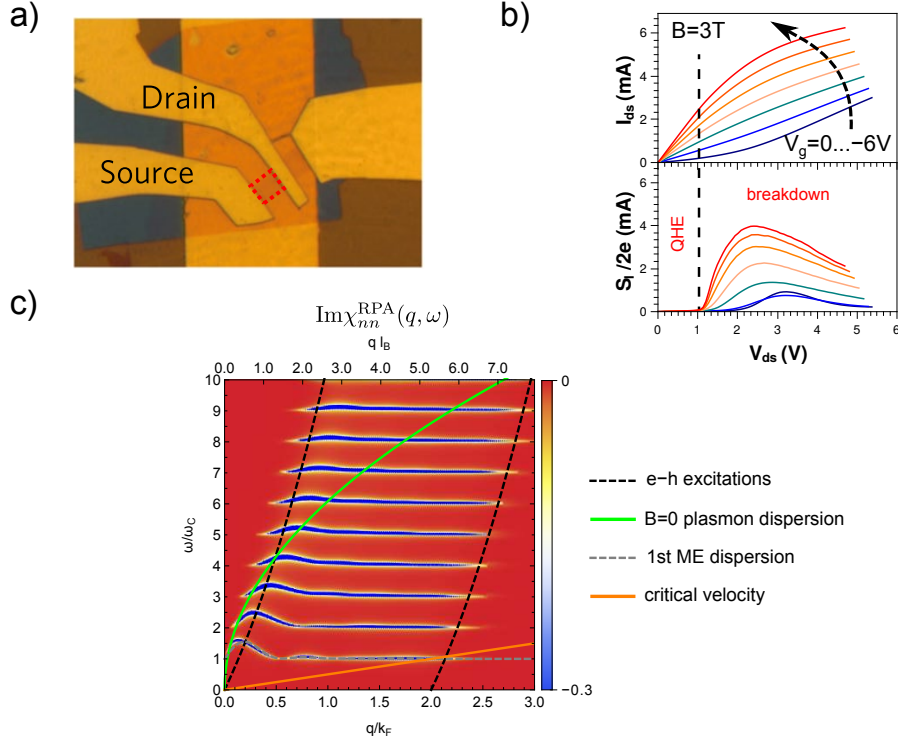 a)
Drain
Source
b)
B=3T
I_ds (mA)
6
4
2
0
V_g=0...−6V
S_I/2e (mA)
6
4
2
0
QHE
breakdown
0 1 2 3 4 5 6
V_ds (V)
c)
Imχ_nn^RPA(q, ω)
q l_B
0.0 1.0 2.0 3.0 4.0 5.0 6.0 7.0
ω/ω_C
10
9
8
7
6
5
4
3
2
1
0
0.0 0.5 1.0 1.5 2.0 2.5 3.0
q/k_F
0
−0.3
e−h excitations
B=0 plasmon dispersion
1st ME dispersion
critical velocity